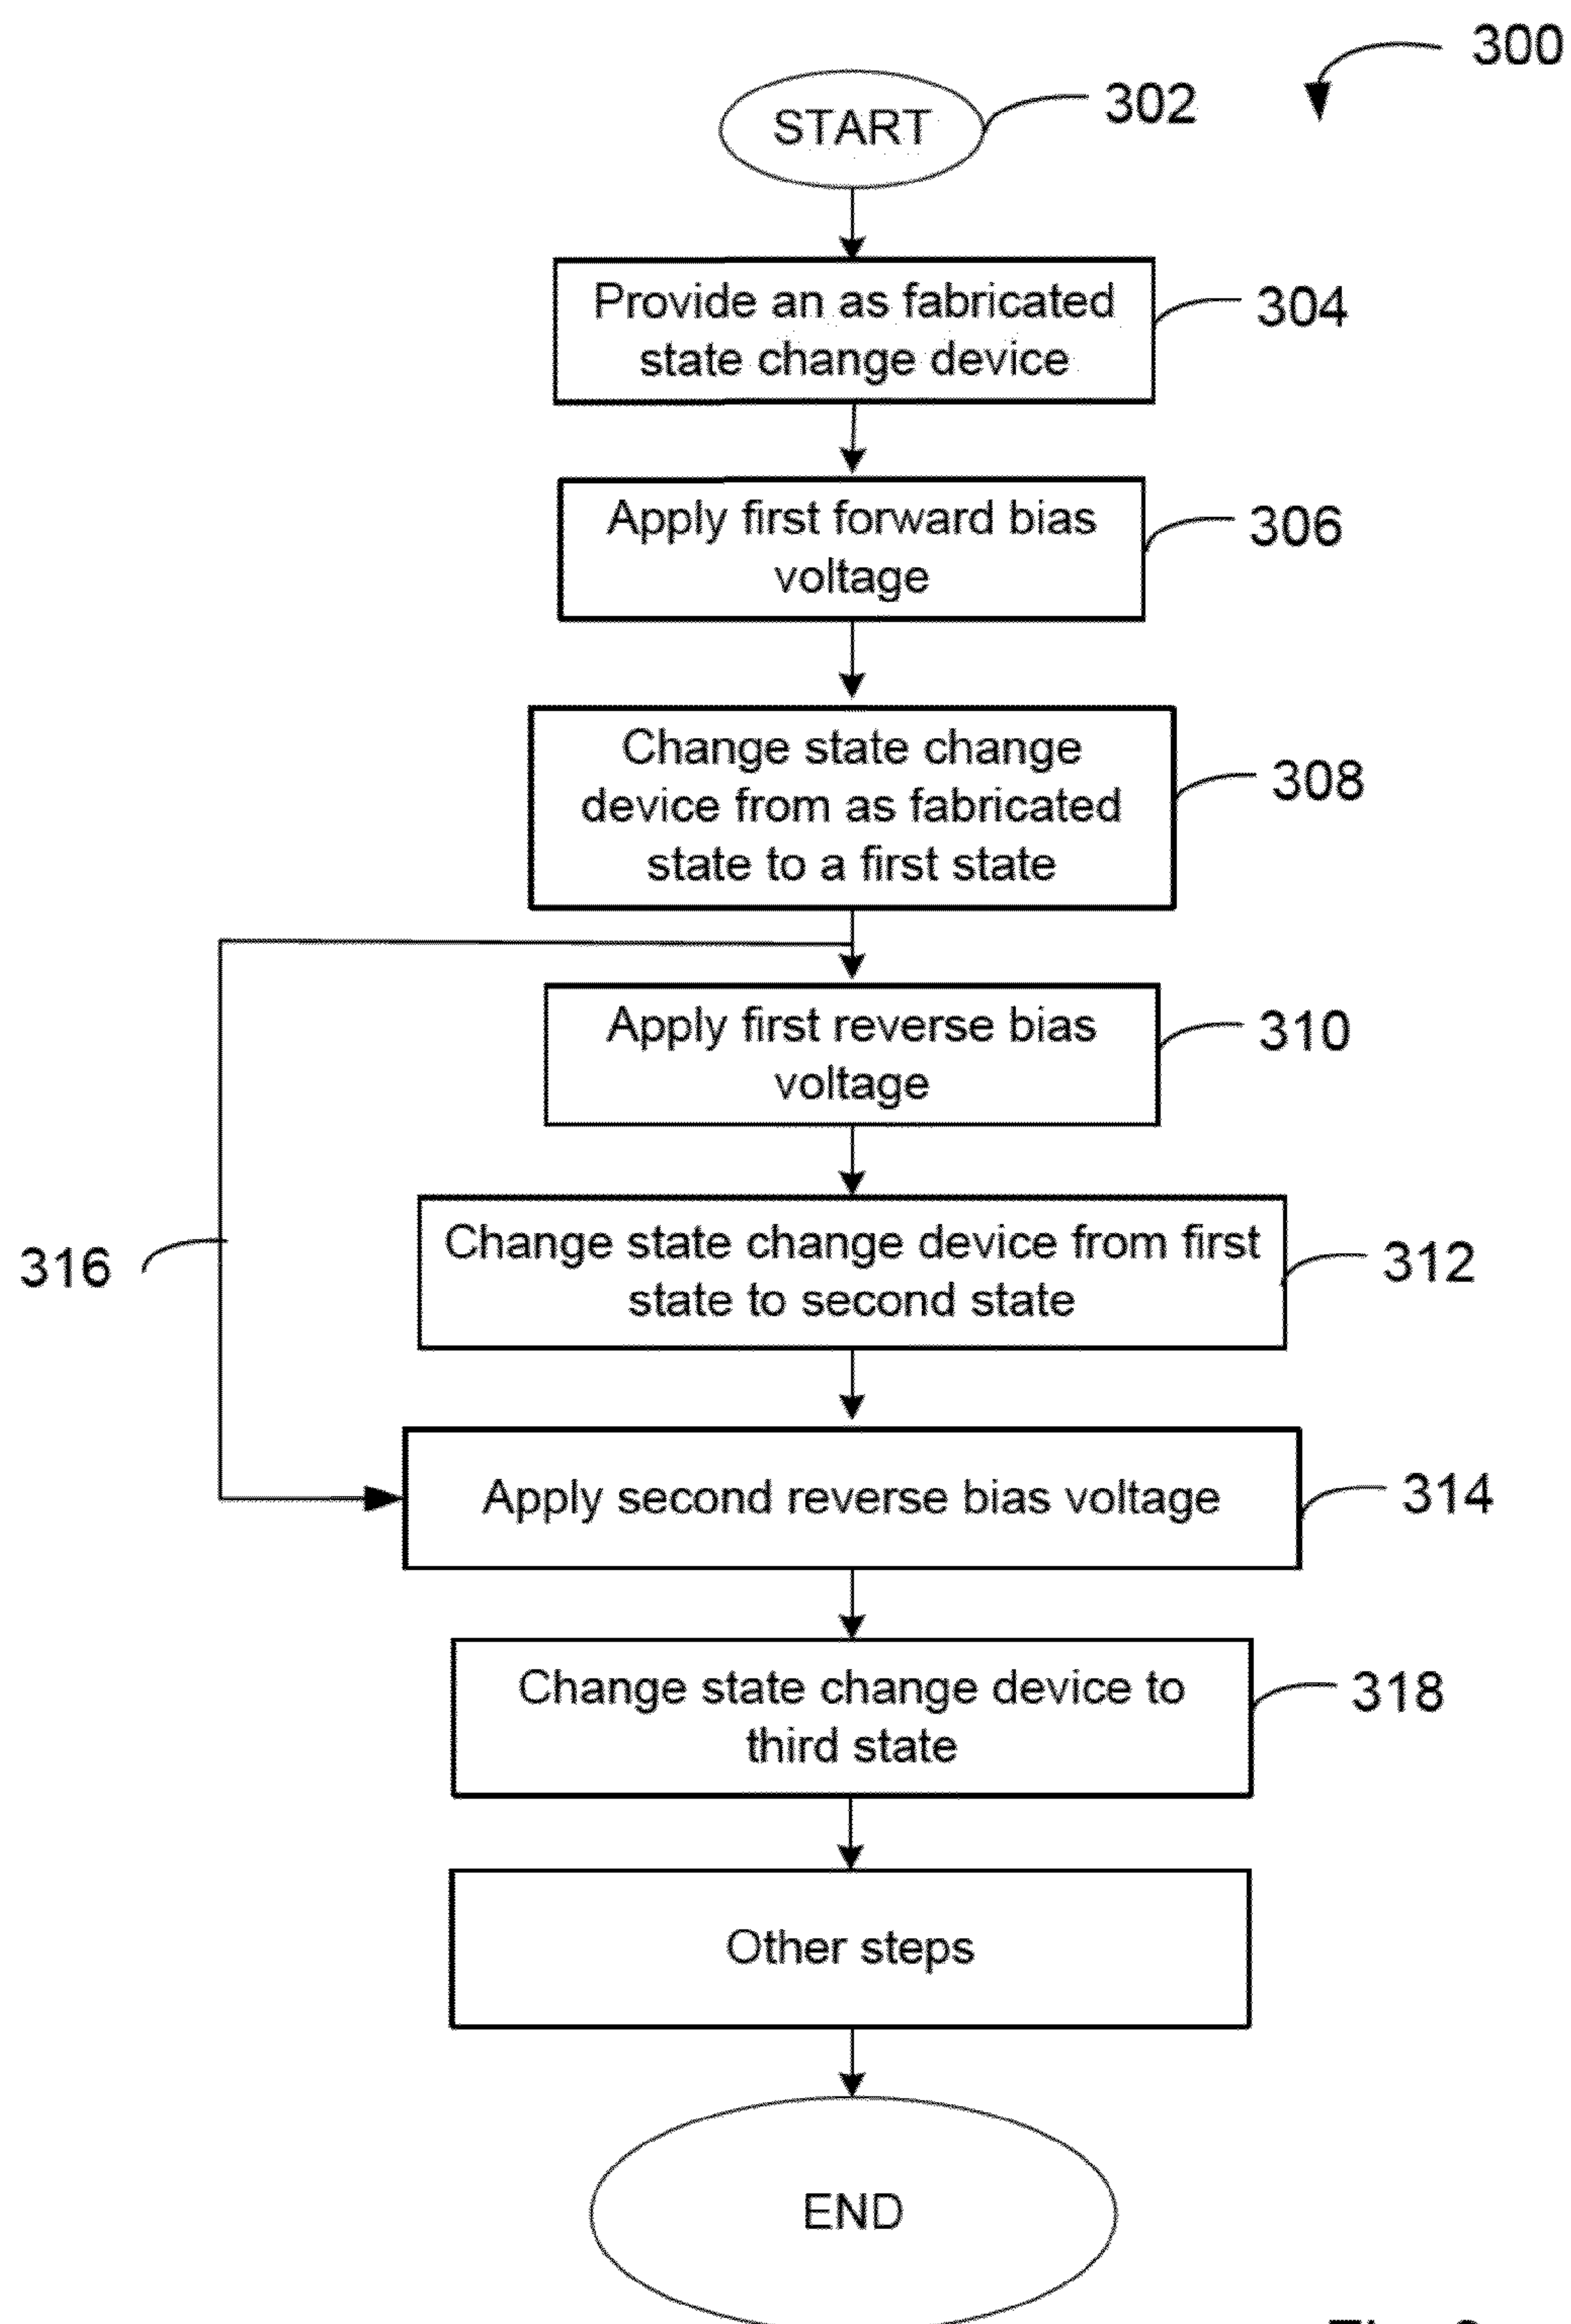 300
START
302
Provide an as fabricated
state change device
304
Apply first forward bias
voltage
306
Change state change
device from as fabricated
state to a first state
308
Apply first reverse bias
voltage
310
Change state change device from first
state to second state
312
316
Apply second reverse bias voltage
314
Change state change device to
third state
318
Other steps
END